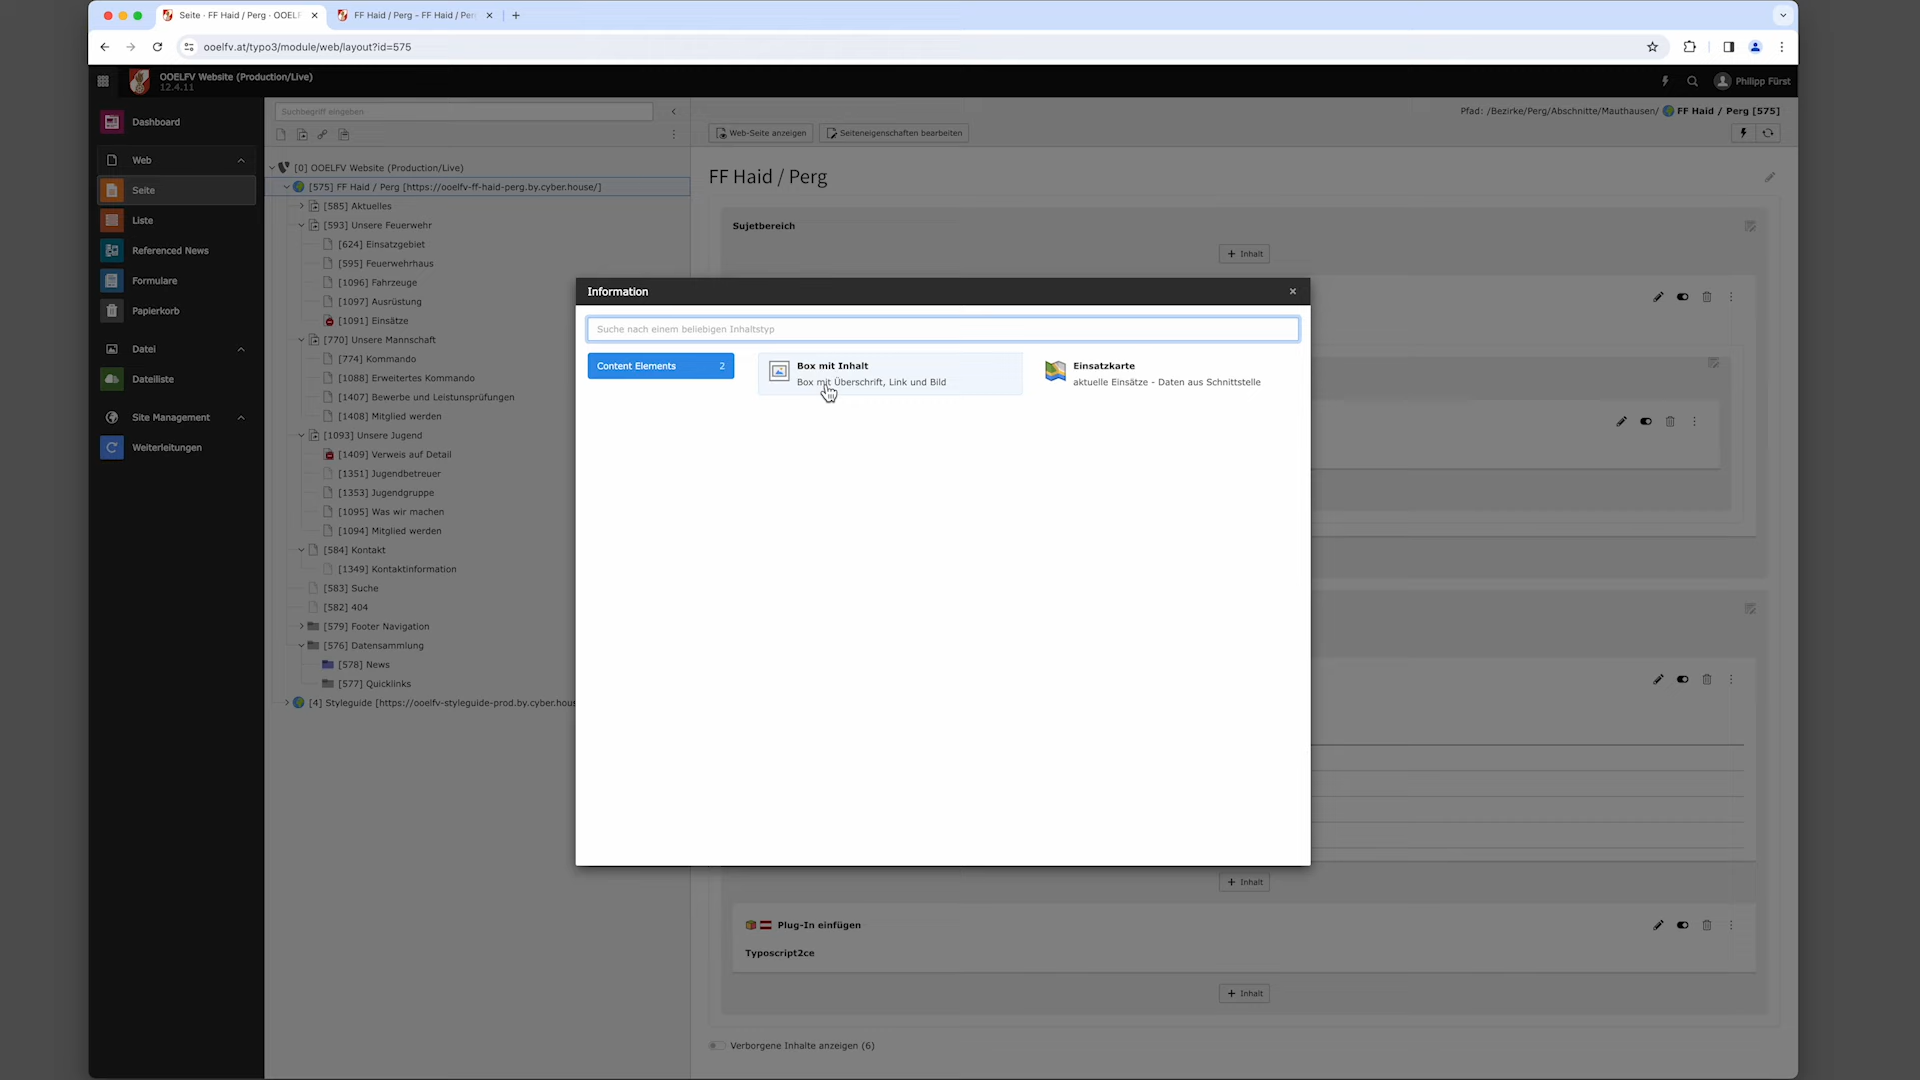 Seite · FF Haid / Perg · OOELF
FF Haid / Perg – FF Haid / Per
ooelfv.at/typo3/module/web/layout?id=575
OOELFV Website (Production/Live)
12.4.11
Philipp Fürst
Dashboard
Web
Seite
Liste
Referenced News
Formulare
Papierkorb
Datei
Dateiliste
Site Management
Weiterleitungen
Suchbegriff eingeben
[0] OOELFV Website (Production/Live)
[575] FF Haid / Perg [https://ooelfv-ff-haid-perg.by.cyber.house/]
[585] Aktuelles
[593] Unsere Feuerwehr
[624] Einsatzgebiet
[595] Feuerwehrhaus
[1096] Fahrzeuge
[1097] Ausrüstung
[1091] Einsätze
[770] Unsere Mannschaft
[774] Kommando
[1088] Erweitertes Kommando
[1407] Bewerbe und Leistunsprüfungen
[1408] Mitglied werden
[1093] Unsere Jugend
[1409] Verweis auf Detail
[1351] Jugendbetreuer
[1353] Jugendgruppe
[1095] Was wir machen
[1094] Mitglied werden
[584] Kontakt
[1349] Kontaktinformation
[583] Suche
[582] 404
[579] Footer Navigation
[576] Datensammlung
[578] News
[577] Quicklinks
[4] Styleguide [https://ooelfv-styleguide-prod.by.cyber.hous
Pfad: /Bezirke/Perg/Abschnitte/Mauthausen/ FF Haid / Perg [575]
Web-Seite anzeigen
Seiteneigenschaften bearbeiten
FF Haid / Perg
Sujetbereich
+ Inhalt
Information
×
Suche nach einem beliebigen Inhaltstyp
Content Elements 2
Box mit Inhalt
Box mit Überschrift, Link und Bild
Einsatzkarte
aktuelle Einsätze - Daten aus Schnittstelle
+ Inhalt
Plug-In einfügen
Typoscript2ce
+ Inhalt
Verborgene Inhalte anzeigen (6)